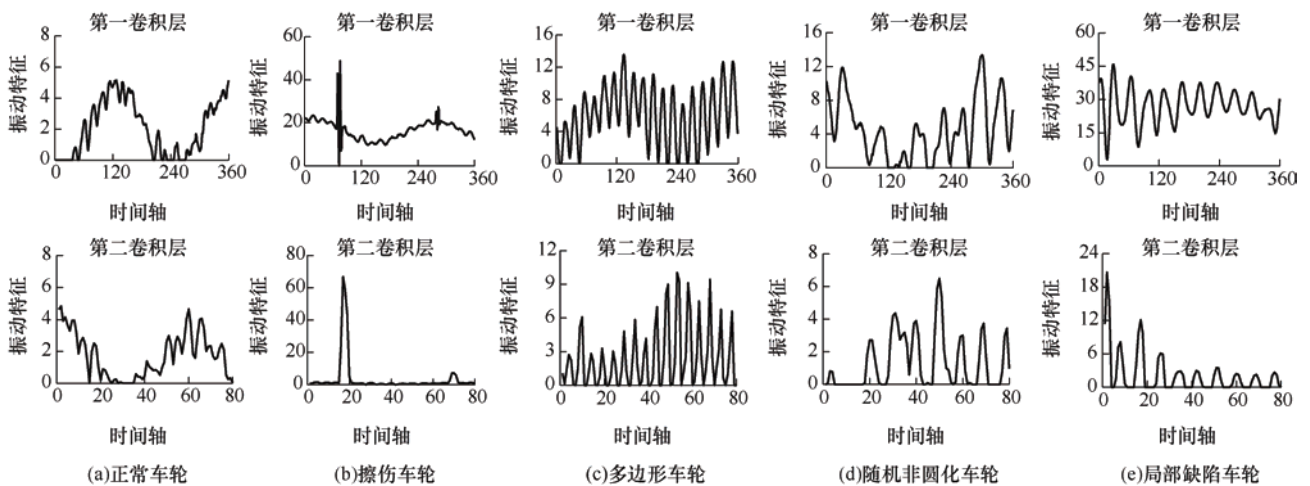 第一卷积层
8
6
4
2
0
振动特征
0 120 240 360
时间轴
第一卷积层
60
40
20
0
振动特征
0 120 240 360
时间轴
第一卷积层
16
12
8
4
0
振动特征
0 120 240 360
时间轴
第一卷积层
16
12
8
4
0
振动特征
0 120 240 360
时间轴
第一卷积层
60
45
30
15
0
振动特征
0 120 240 360
时间轴
第二卷积层
8
6
4
2
0
振动特征
0 20 40 60 80
时间轴
第二卷积层
80
60
40
20
0
振动特征
0 20 40 60 80
时间轴
第二卷积层
12
9
6
3
0
振动特征
0 20 40 60 80
时间轴
第二卷积层
8
6
4
2
0
振动特征
0 20 40 60 80
时间轴
第二卷积层
24
18
12
6
0
振动特征
0 20 40 60 80
时间轴
(a)正常车轮
(b)擦伤车轮
(c)多边形车轮
(d)随机非圆化车轮
(e)局部缺陷车轮